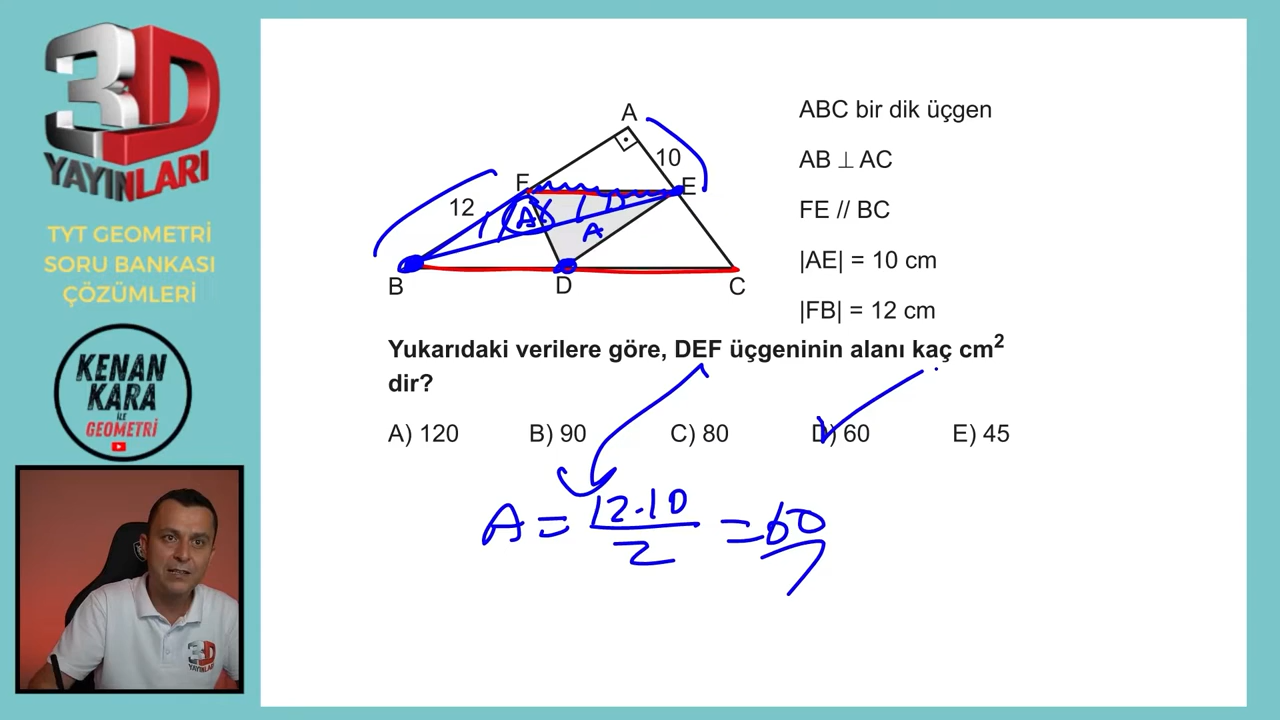 3D
YAYINLARI
TYT GEOMETRİ
SORU BANKASI
ÇÖZÜMLERİ
KENAN
KARA
İLE
GEOMETRİ
3D
YAYINLARI
A
10
F
E
12
A
A
B
D
C
ABC bir dik üçgen
AB ⊥ AC
FE // BC
|AE| = 10 cm
|FB| = 12 cm
Yukarıdaki verilere göre, DEF üçgeninin alanı kaç cm²
dir?
A) 120 B) 90 C) 80 D) 60 E) 45
A = 12.10 / 2 = 60